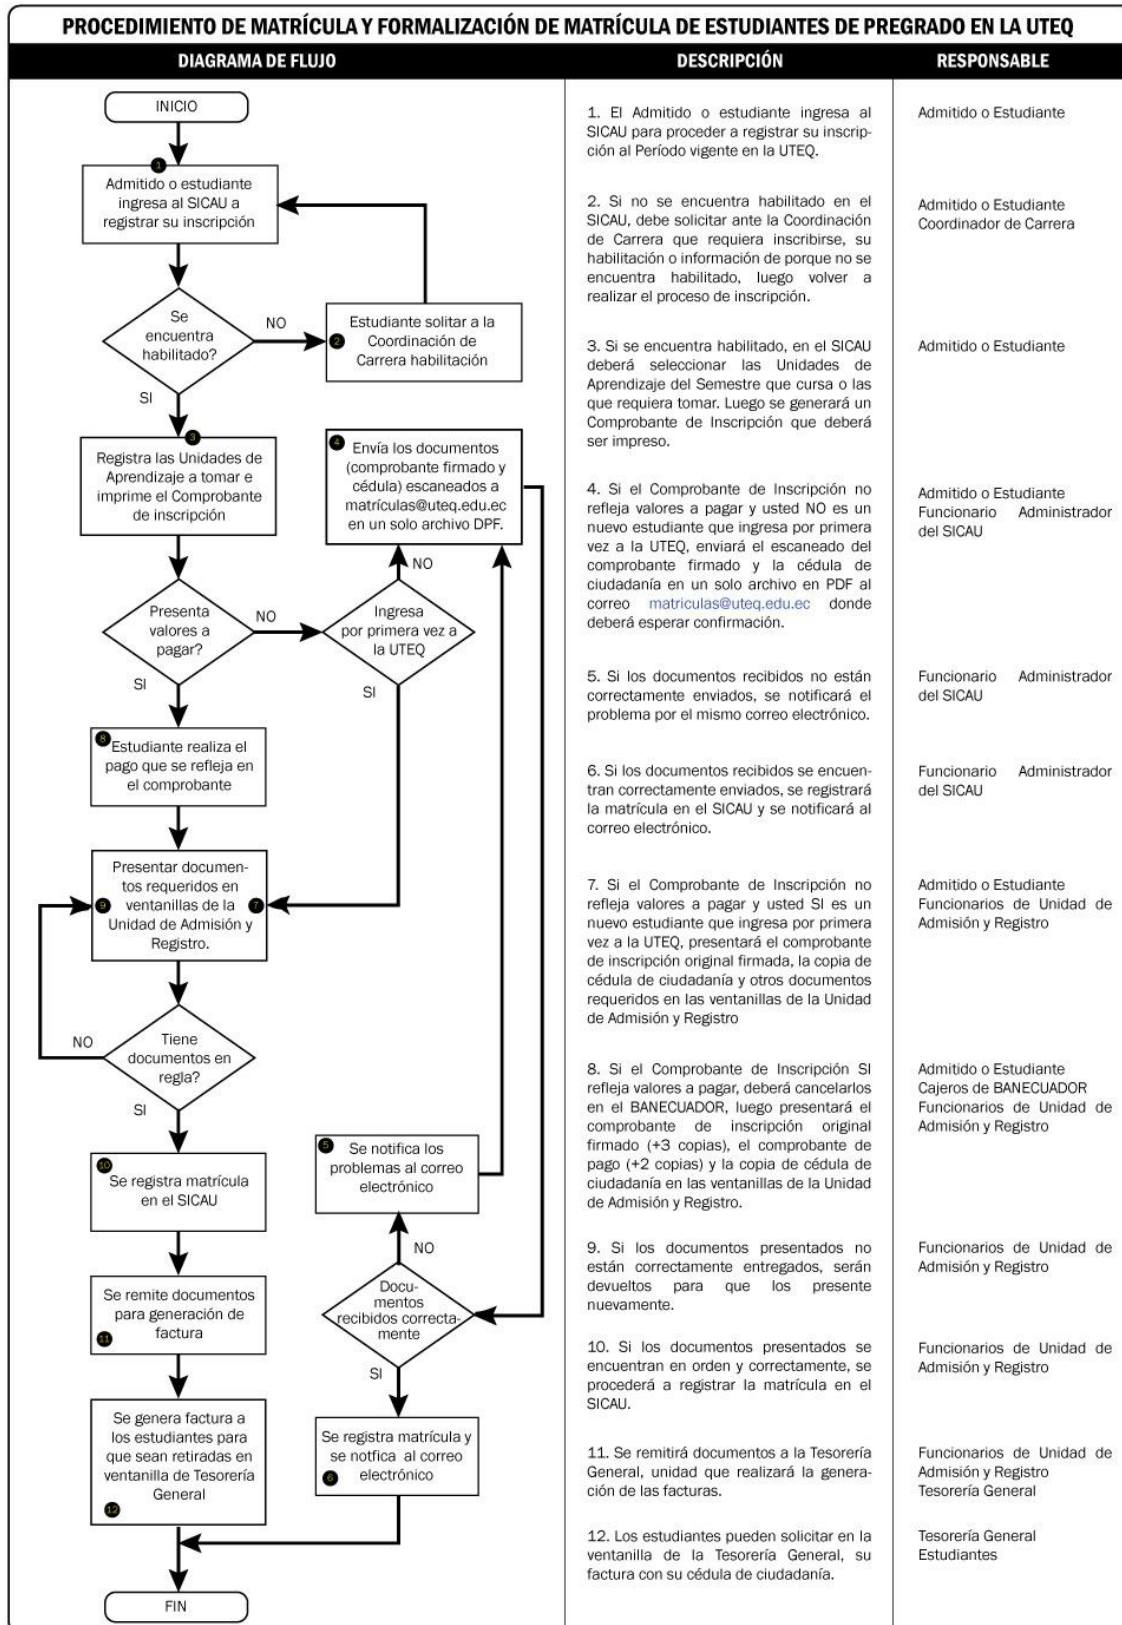 PROCEDIMIENTO DE MATRÍCULA Y FORMALIZACIÓN DE MATRÍCULA DE ESTUDIANTES DE PREGRADO EN LA UTEQ
DIAGRAMA DE FLUJO
DESCRIPCIÓN
RESPONSABLE
INICIO
1
Admitido o estudiante
ingresa al SICAU a
registrar su inscripción
Se
encuentra
habilitado?
NO
SI
2
Estudiante solitar a la
Coordinación de
Carrera habilitación
3
Registra las Unidades de
Aprendizaje a tomar e
imprime el Comprobante
de inscripción
4
Envía los documentos
(comprobante firmado y
cédula) escaneados a
matrículas@uteq.edu.ec
en un solo archivo DPF.
Presenta
valores a
pagar?
NO
SI
Ingresa
por primera vez a
la UTEQ
NO
SI
8
Estudiante realiza el
pago que se refleja en
el comprobante
Presentar documen-
tos requeridos en
ventanillas de la
Unidad de Admisión y
Registro.
9
7
Tiene
documentos en
regla?
NO
SI
10
Se registra matrícula
en el SICAU
5
Se notifica los
problemas al correo
electrónico
NO
Se remite documentos
para generación de
factura
11
Docu-
mentos
recibidos correcta-
mente
SI
Se genera factura a
los estudiantes para
que sean retiradas en
ventanilla de Tesorería
General
12
Se registra matrícula y
se notfica al correo
electrónico
6
FIN
1. El Admitido o estudiante ingresa al
SICAU para proceder a registrar su inscrip-
ción al Período vigente en la UTEQ.
Admitido o Estudiante
2. Si no se encuentra habilitado en el
SICAU, debe solicitar ante la Coordinación
de Carrera que requiera inscribirse, su
habilitación o información de porque no se
encuentra habilitado, luego volver a
realizar el proceso de inscripción.
Admitido o Estudiante
Coordinador de Carrera
3. Si se encuentra habilitado, en el SICAU
deberá seleccionar las Unidades de
Aprendizaje del Semestre que cursa o las
que requiera tomar. Luego se generará un
Comprobante de Inscripción que deberá
ser impreso.
Admitido o Estudiante
4. Si el Comprobante de Inscripción no
refleja valores a pagar y usted NO es un
nuevo estudiante que ingresa por primera
vez a la UTEQ, enviará el escaneado del
comprobante firmado y la cédula de
ciudadanía en un solo archivo en PDF al
correo matriculas@uteq.edu.ec donde
deberá esperar confirmación.
Admitido o Estudiante
Funcionario Administrador
del SICAU
5. Si los documentos recibidos no están
correctamente enviados, se notificará el
problema por el mismo correo electrónico.
Funcionario Administrador
del SICAU
6. Si los documentos recibidos se encuen-
tran correctamente enviados, se registrará
la matrícula en el SICAU y se notificará al
correo electrónico.
Funcionario Administrador
del SICAU
7. Si el Comprobante de Inscripción no
refleja valores a pagar y usted SI es un
nuevo estudiante que ingresa por primera
vez a la UTEQ, presentará el comprobante
de inscripción original firmada, la copia de
cédula de ciudadanía y otros documentos
requeridos en las ventanillas de la Unidad
de Admisión y Registro
Admitido o Estudiante
Funcionarios de Unidad de
Admisión y Registro
8. Si el Comprobante de Inscripción SI
refleja valores a pagar, deberá cancelarlos
en el BANECUADOR, luego presentará el
comprobante de inscripción original
firmado (+3 copias), el comprobante de
pago (+2 copias) y la copia de cédula de
ciudadanía en las ventanillas de la Unidad
de Admisión y Registro.
Admitido o Estudiante
Cajeros de BANECUADOR
Funcionarios de Unidad de
Admisión y Registro
9. Si los documentos presentados no
están correctamente entregados, serán
devueltos para que los presente
nuevamente.
Funcionarios de Unidad de
Admisión y Registro
10. Si los documentos presentados se
encuentran en orden y correctamente, se
procederá a registrar la matrícula en el
SICAU.
Funcionarios de Unidad de
Admisión y Registro
11. Se remitirá documentos a la Tesorería
General, unidad que realizará la genera-
ción de las facturas.
Funcionarios de Unidad de
Admisión y Registro
Tesorería General
12. Los estudiantes pueden solicitar en la
ventanilla de la Tesorería General, su
factura con su cédula de ciudadanía.
Tesorería General
Estudiantes